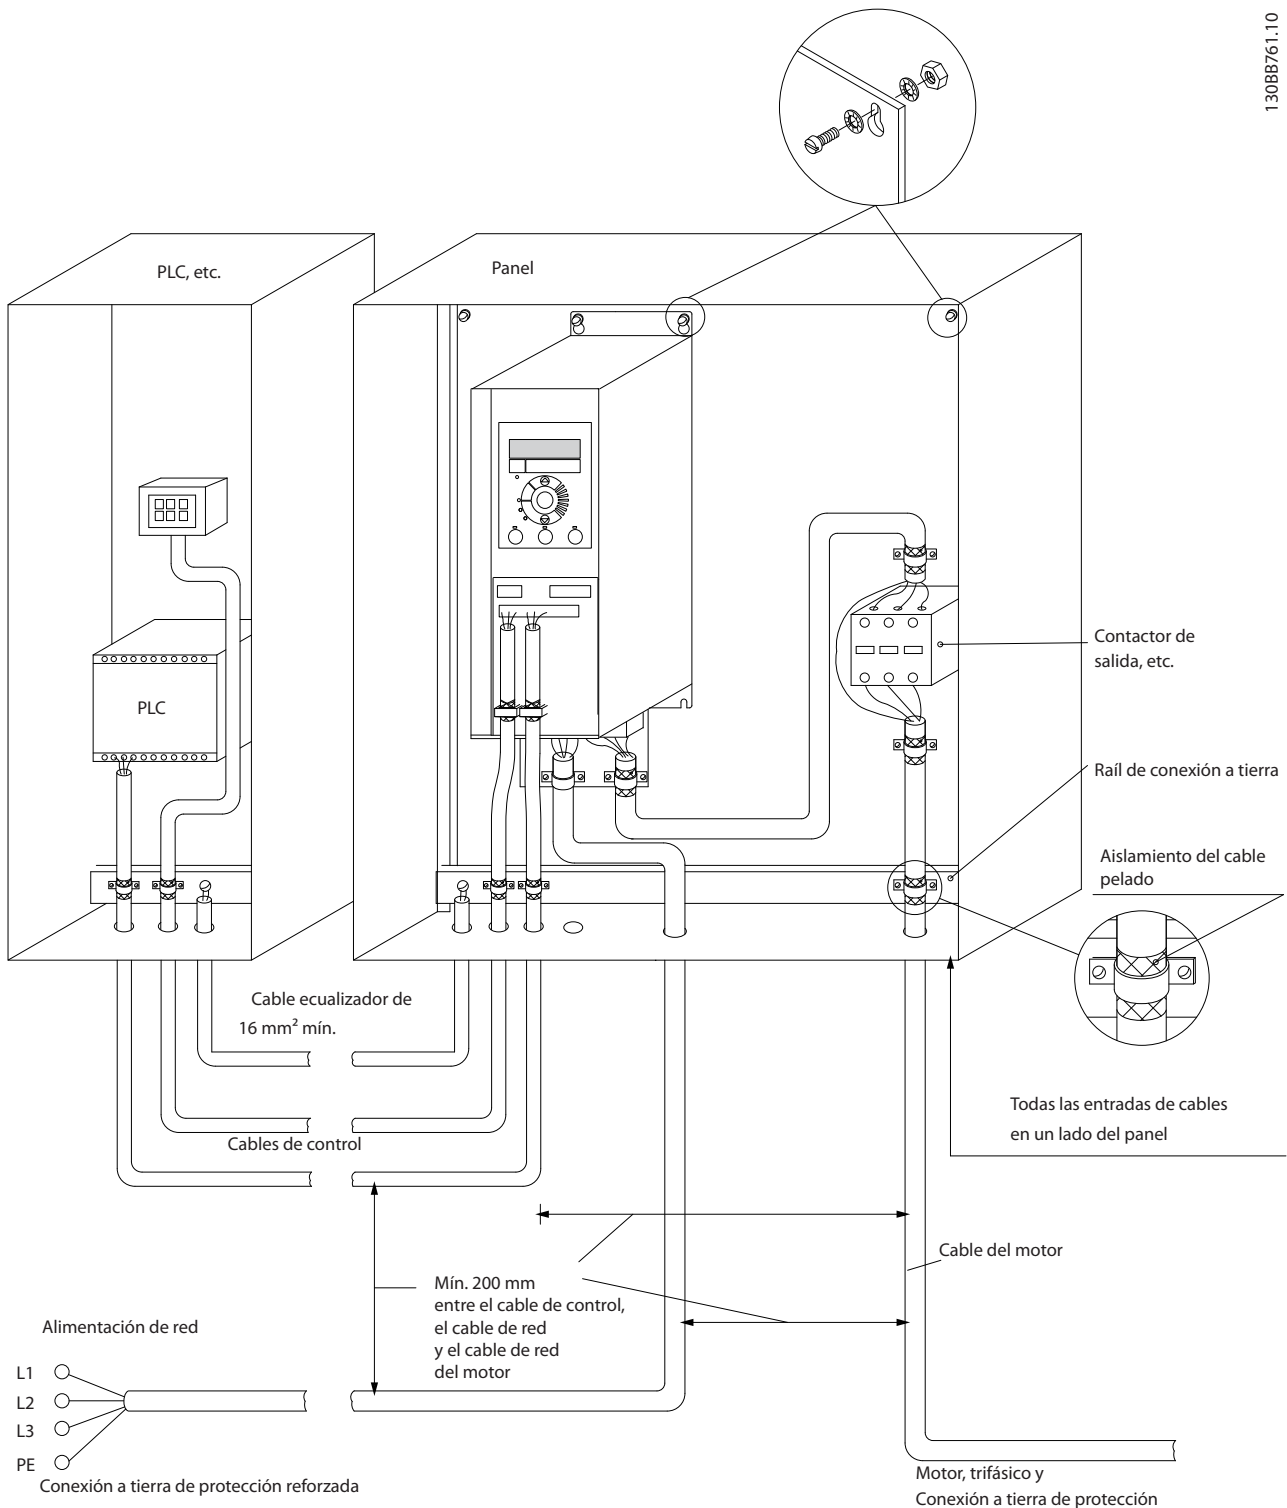 130BB761.10
PLC, etc.
Panel
PLC
Contactor de
salida, etc.
Raíl de conexión a tierra
Aislamiento del cable
pelado
Cable ecualizador de
16 mm² mín.
Todas las entradas de cables
en un lado del panel
Cables de control
Cable del motor
Mín. 200 mm
entre el cable de control,
el cable de red
y el cable de red
del motor
Alimentación de red
L1
L2
L3
PE
Conexión a tierra de protección reforzada
Motor, trifásico y
Conexión a tierra de protección